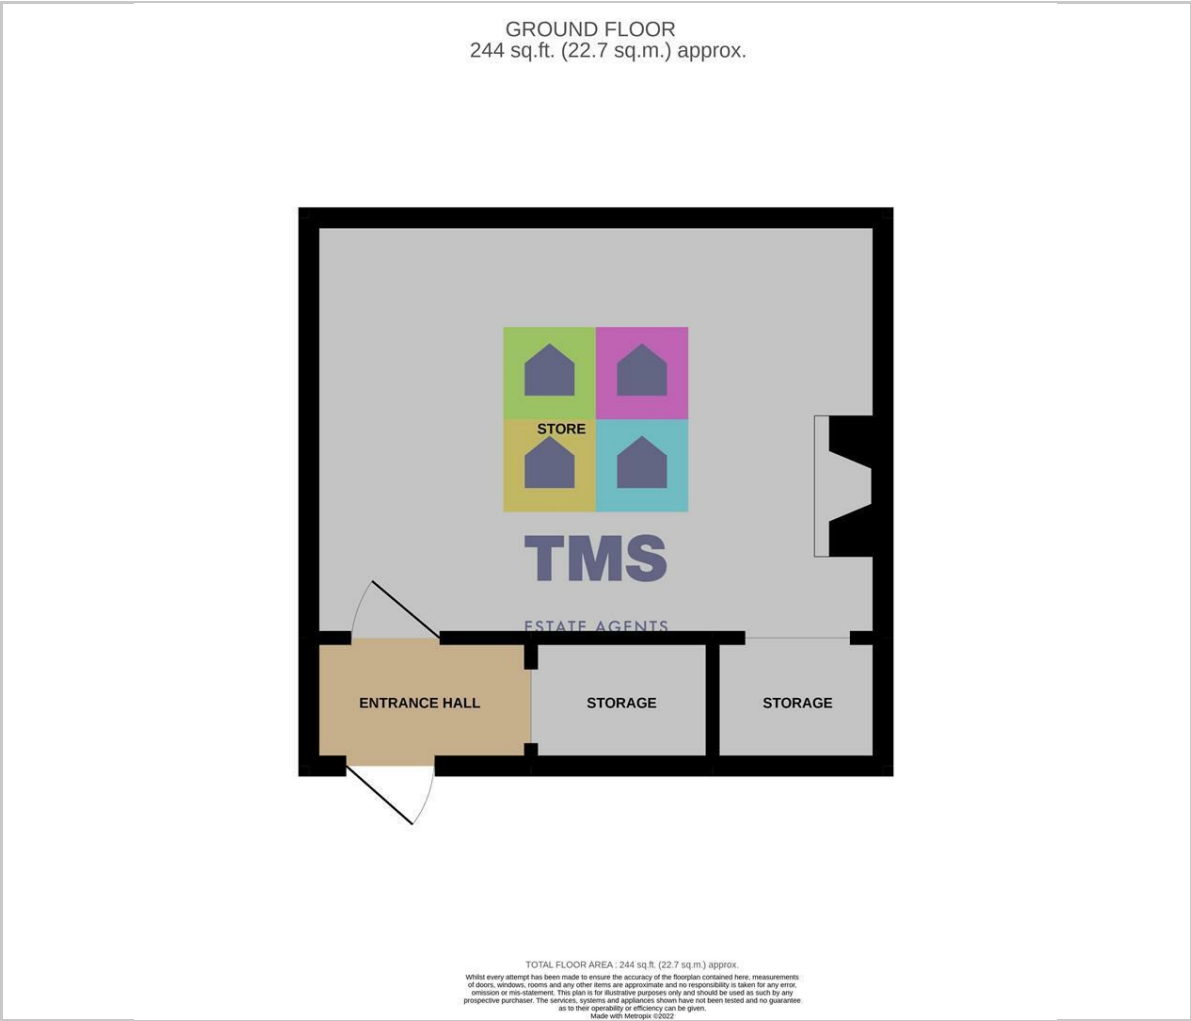 GROUND FLOOR
244 sq.ft. (22.7 sq.m.) approx.
STORE
TMS
ESTATE AGENTS
ENTRANCE HALL
STORAGE
STORAGE
TOTAL FLOOR AREA : 244 sq.ft. (22.7 sq.m.) approx.
Whilst every attempt has been made to ensure the accuracy of the floorplan contained here, measurements
of doors, windows, rooms and any other items are approximate and no responsibility is taken for any error,
omission or mis-statement. This plan is for illustrative purposes only and should be used as such by any
prospective purchaser. The services, systems and appliances shown have not been tested and no guarantee
as to their operability or efficiency can be given.
Made with Metropix ©2022